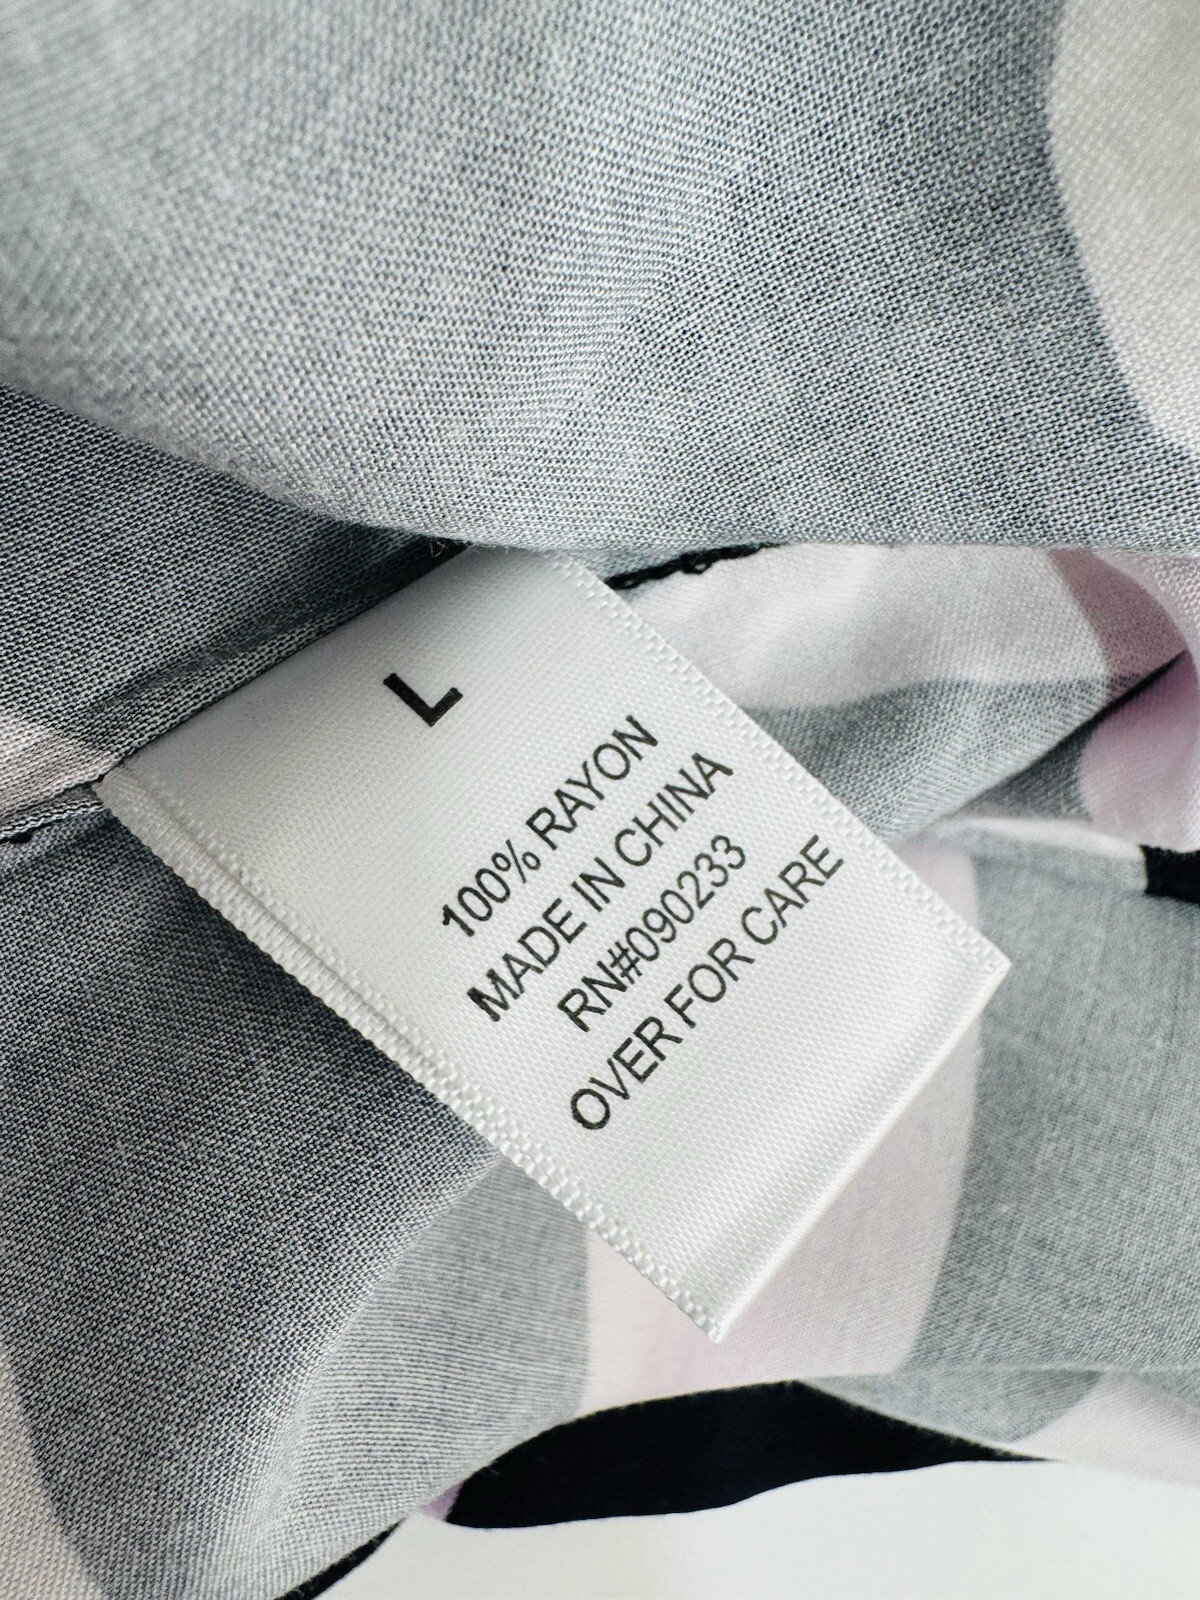 L
100% RAYON
MADE IN CHINA
RN#090233
OVER FOR CARE